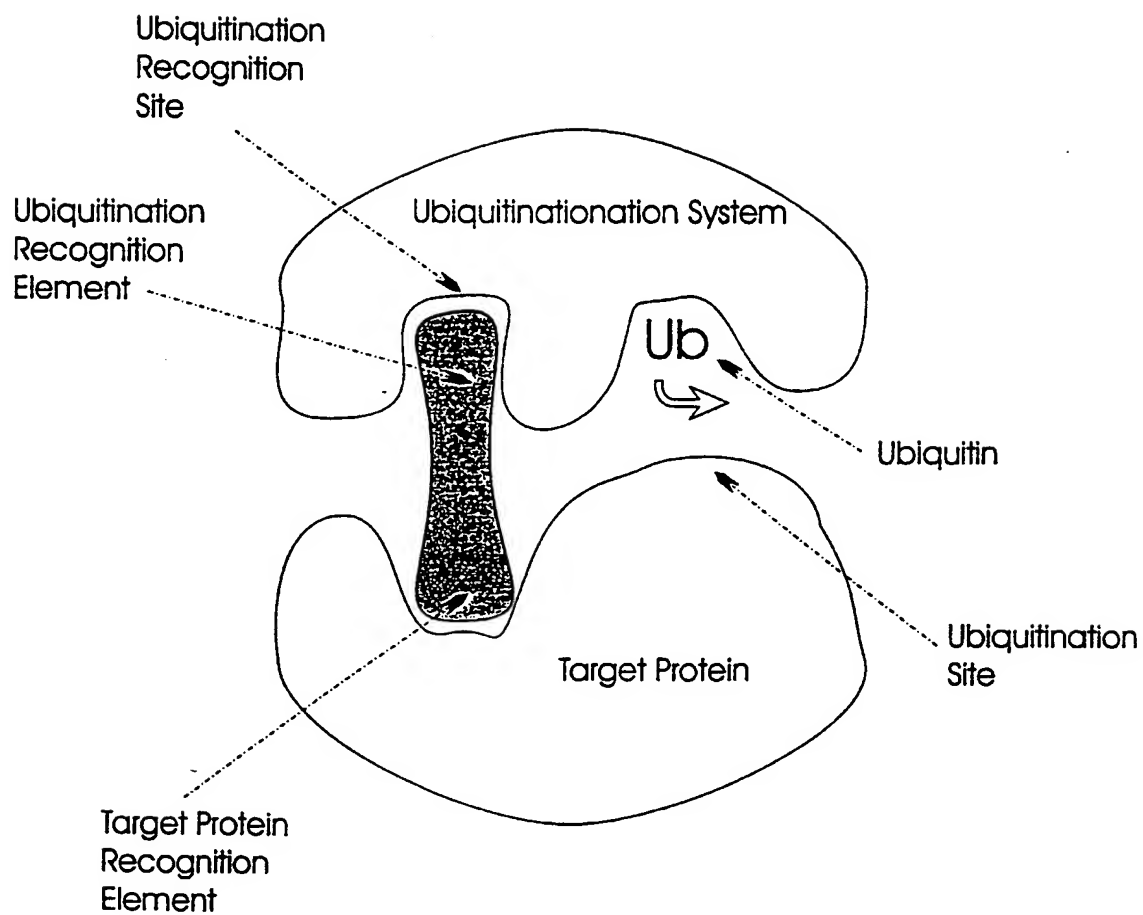 Ubiquitination
Recognition
Site
Ubiquitination
Recognition
Element
Ubiquitinationation System
Ub
Ubiquitin
Ubiquitination
Site
Target Protein
Target Protein
Recognition
Element